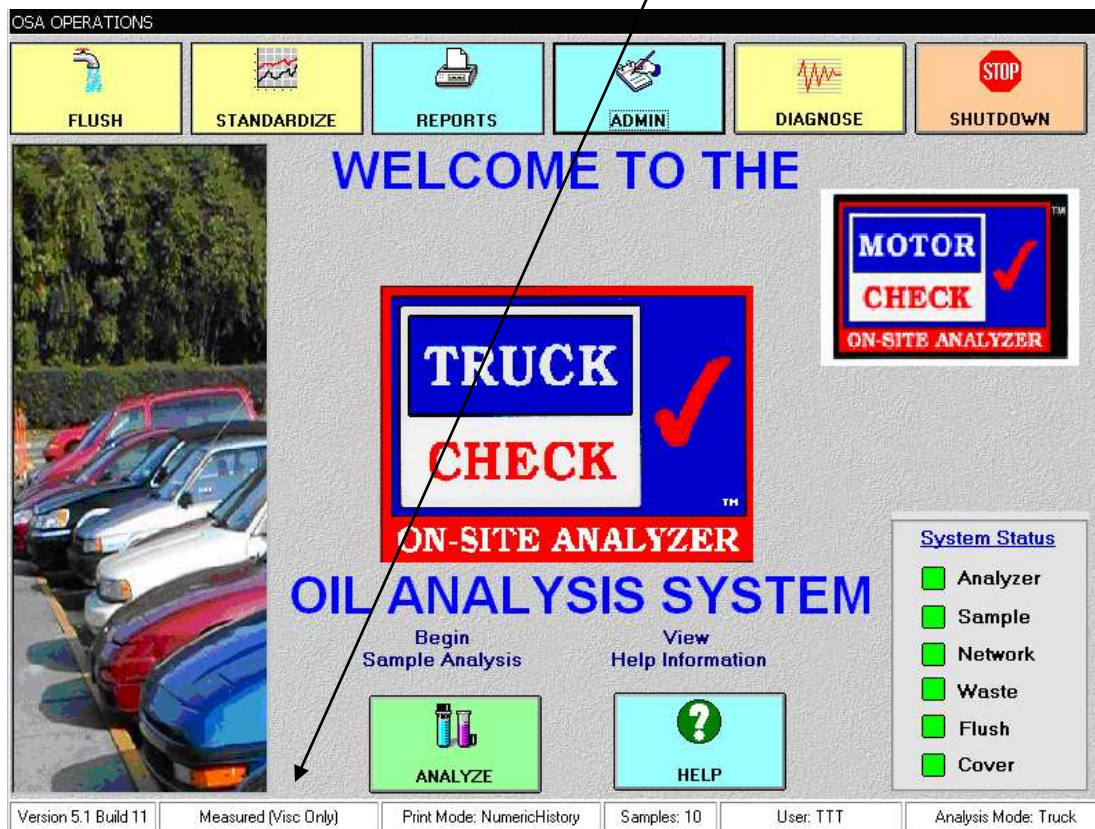 OSA OPERATIONS
FLUSH
STANDARDIZE
REPORTS
ADMIN
DIAGNOSE
SHUTDOWN
STOP
WELCOME TO THE
MOTOR
CHECK
ON-SITE ANALYZER
TM
TRUCK
CHECK
TM
ON-SITE ANALYZER
OIL ANALYSIS SYSTEM
Begin
Sample Analysis
View
Help Information
ANALYZE
?
HELP
System Status
Analyzer
Sample
Network
Waste
Flush
Cover
Version 5.1 Build 11
Measured (Visc Only)
Print Mode: NumericHistory
Samples: 10
User: TTT
Analysis Mode: Truck